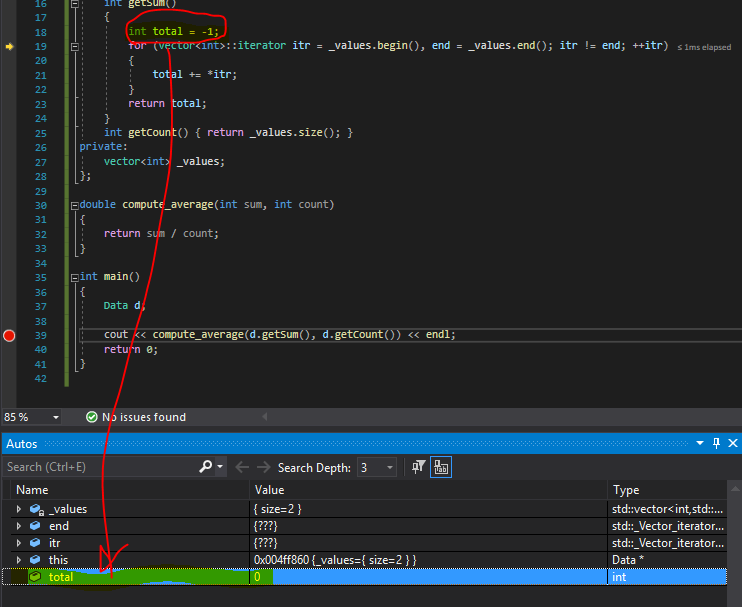 16 int getSum()
17 {
18 int total = -1;
19 for (vector<int>::iterator itr = _values.begin(), end = _values.end(); itr != end; ++itr) ≤ 1ms elapsed
20 {
21 total += *itr;
22 }
23 return total;
24 }
25 int getCount() { return _values.size(); }
26 private:
27 vector<int> _values;
28 };
29
30 double compute_average(int sum, int count)
31 {
32 return sum / count;
33 }
34
35 int main()
36 {
37 Data d;
38
39 cout << compute_average(d.getSum(), d.getCount()) << endl;
40 return 0;
41 }
42
85 % No issues found
Autos
Search (Ctrl+E) Search Depth: 3
Name Value Type
_values { size=2 } std::vector<int,std::...
end {???} std::_Vector_iterator...
itr {???} std::_Vector_iterator...
this 0x004ff860 {_values={ size=2 } } Data *
total 0 int